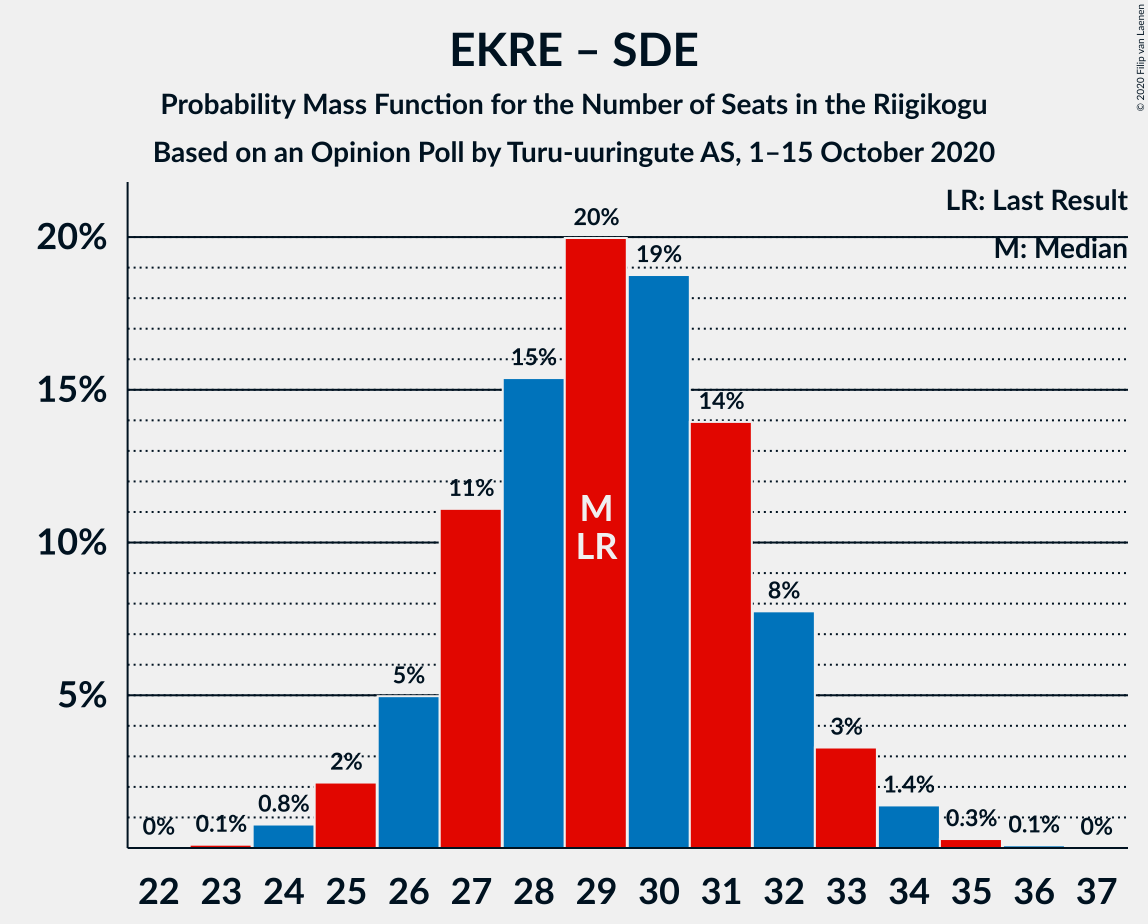 EKRE – SDE
Probability Mass Function for the Number of Seats in the Riigikogu
Based on an Opinion Poll by Turu-uuringute AS, 1–15 October 2020
© 2020 Filip van Laenen
LR: Last Result
M: Median
20%
15%
10%
5%
0%
0.1%
0.8%
2%
5%
11%
15%
20%
19%
14%
8%
3%
1.4%
0.3%
0.1%
0%
M
LR
22 23 24 25 26 27 28 29 30 31 32 33 34 35 36 37